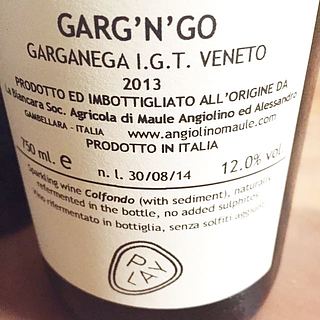 GARG'N'GO
GARGANEGA I.G.T. VENETO
2013
PRODOTTO ED IMBOTTIGLIATO ALL'ORIGINE DA
La Biancara Soc. Agricola di Maule Angiolino ed Alessandro
GAMBELLARA - ITALIA www.angiolinomaule.com
PRODOTTO IN ITALIA
750 ml. e n. l. 30/08/14 12.0% vol.
Sparkling wine Colfondo (with sediment), naturally
refermented in the bottle, no added sulphites
vino rifermentato in bottiglia, senza solfiti aggiunti
PLAY